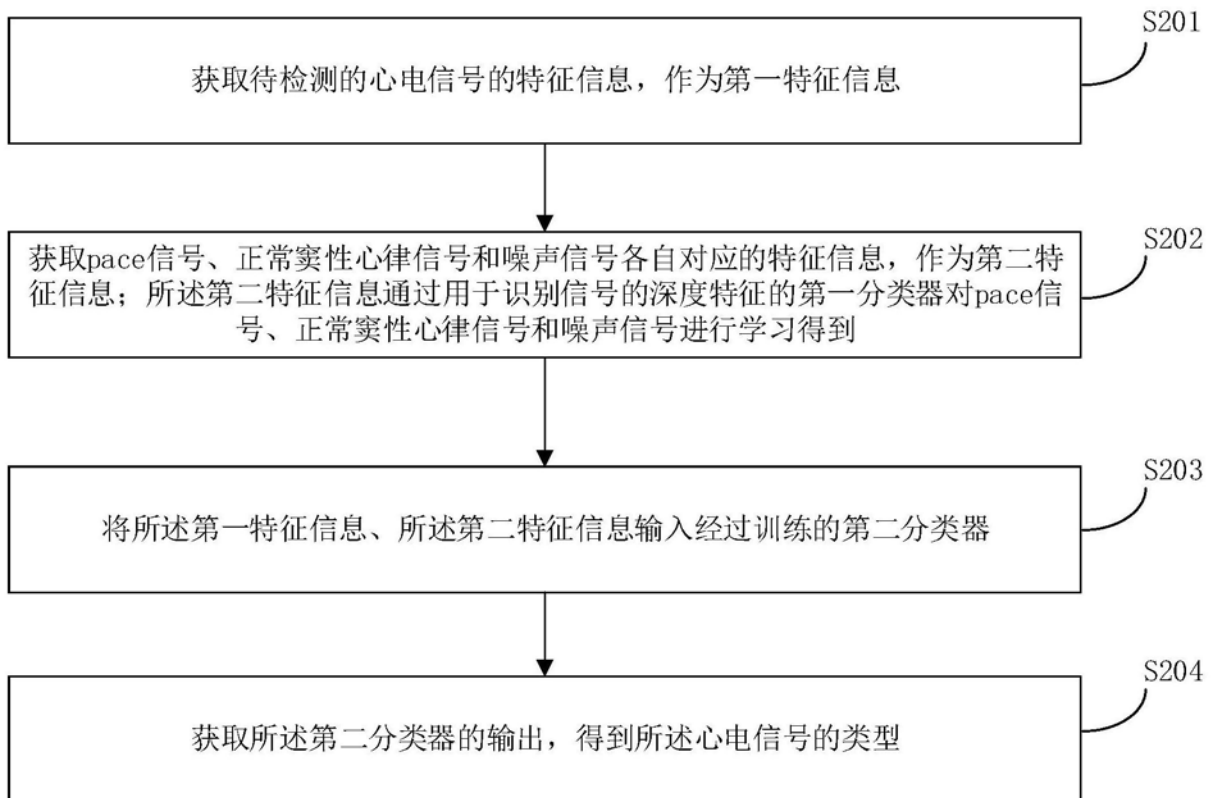 S201
获取待检测的心电信号的特征信息，作为第一特征信息
S202
获取pace信号、正常窦性心律信号和噪声信号各自对应的特征信息，作为第二特
征信息；所述第二特征信息通过用于识别信号的深度特征的第一分类器对pace信
号、正常窦性心律信号和噪声信号进行学习得到
S203
将所述第一特征信息、所述第二特征信息输入经过训练的第二分类器
S204
获取所述第二分类器的输出，得到所述心电信号的类型